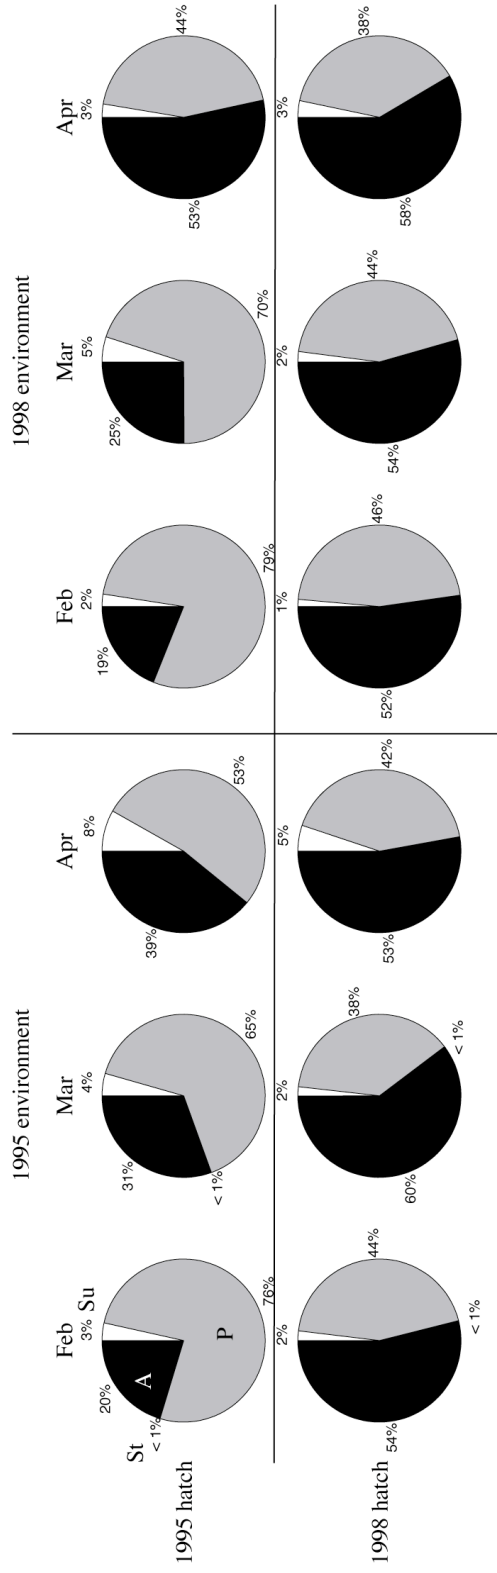 1995 environment
1998 environment
Feb
Mar
Apr
Feb
Mar
Apr
1995 hatch
St
< 1%
20%
3%
Su
A
P
76%
31%
4%
65%
< 1%
39%
8%
53%
19%
2%
79%
25%
5%
70%
53%
3%
44%
1998 hatch
54%
2%
44%
< 1%
60%
2%
38%
< 1%
53%
5%
42%
52%
1%
46%
54%
2%
44%
58%
3%
38%